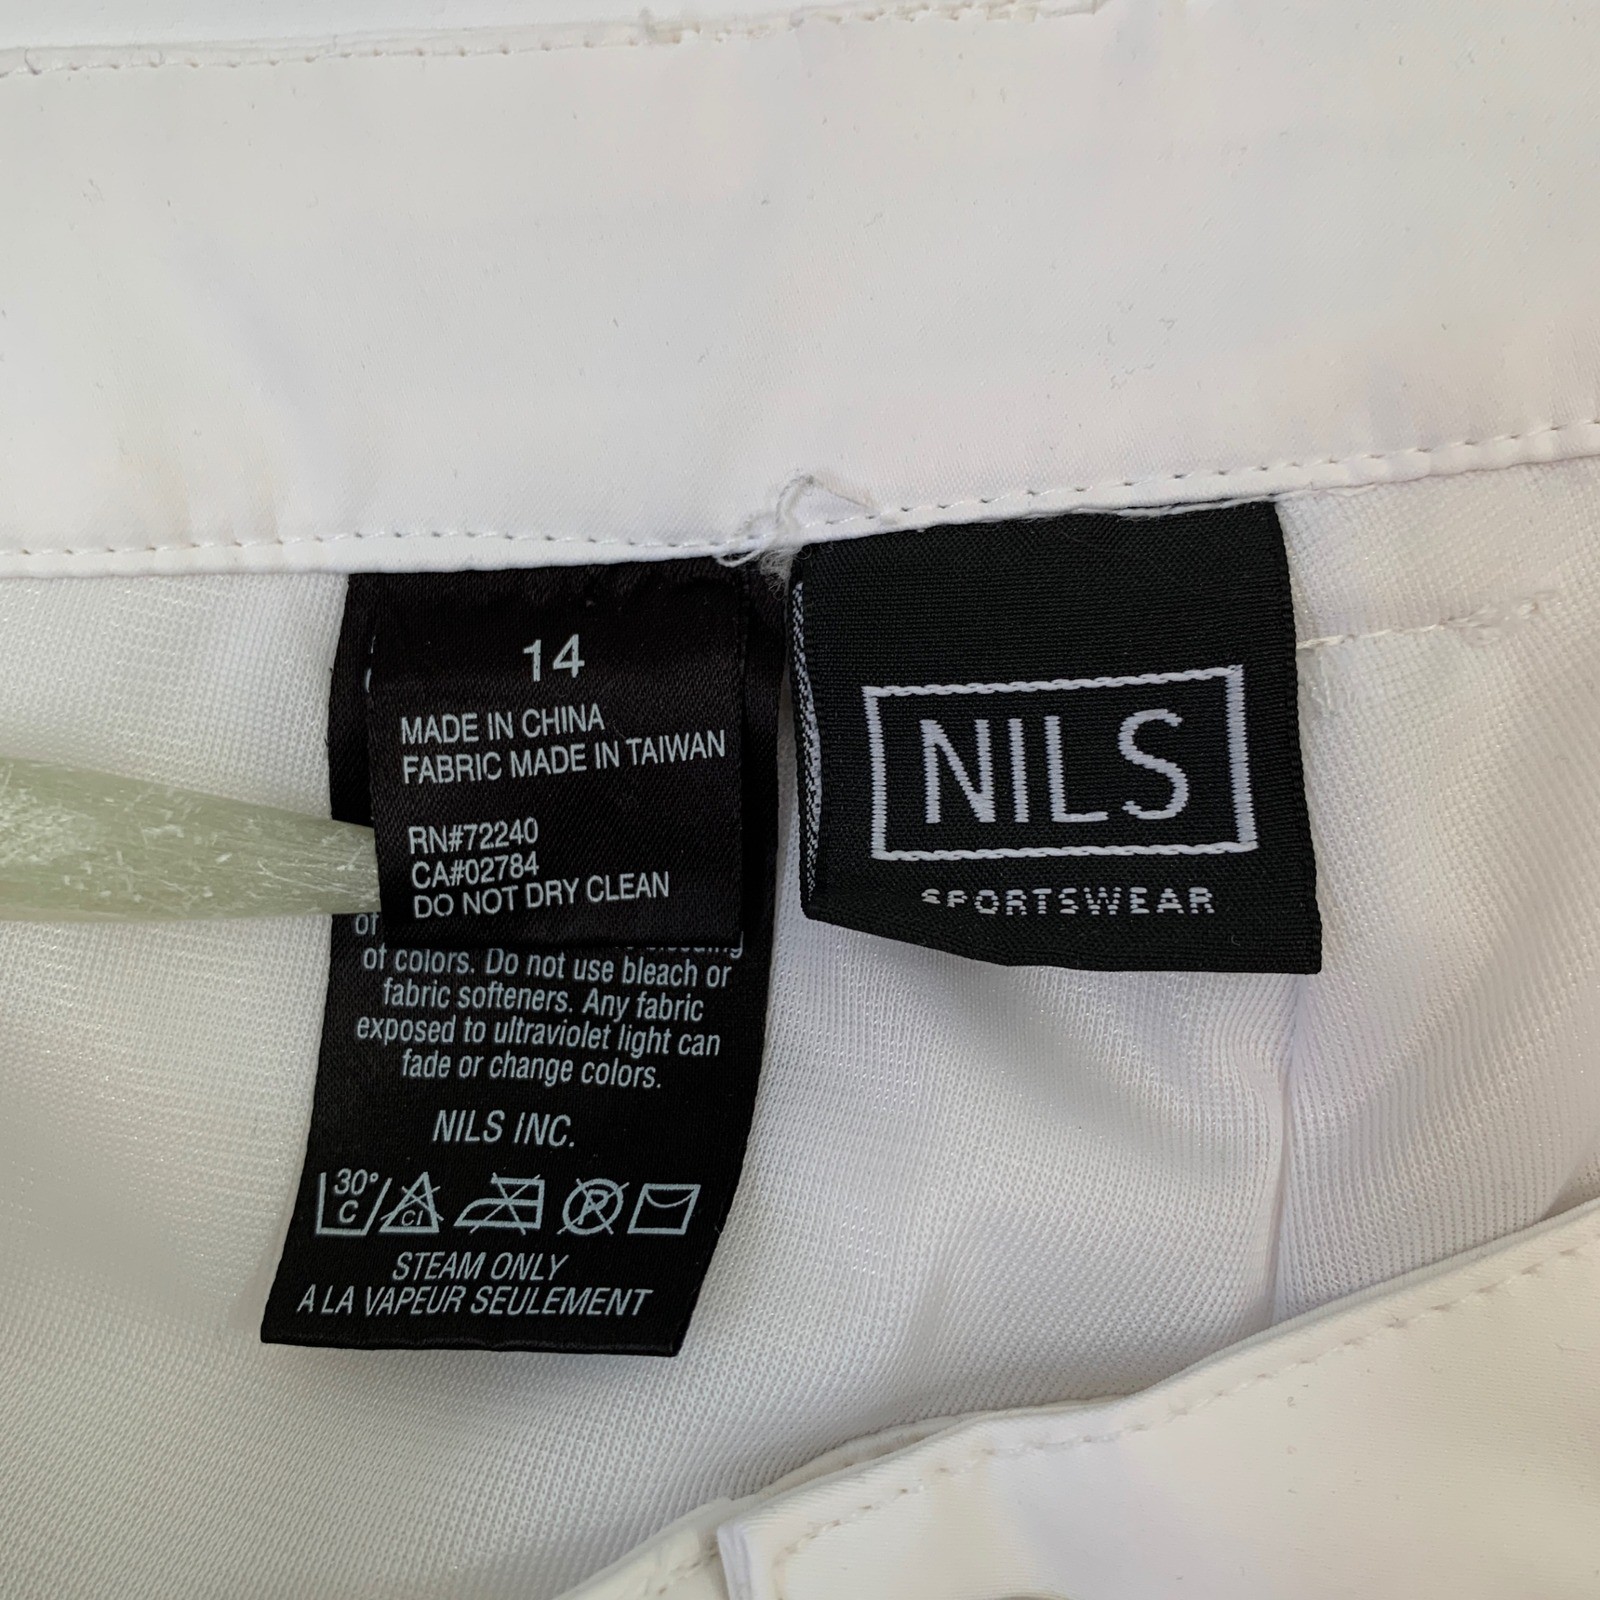 14
MADE IN CHINA
FABRIC MADE IN TAIWAN
RN#72240
CA#02784
DO NOT DRY CLEAN
of
of colors. Do not use bleach or
fabric softeners. Any fabric
exposed to ultraviolet light can
fade or change colors.
NILS INC.
30°
C
Cl
P
STEAM ONLY
A LA VAPEUR SEULEMENT
NILS
SPORTSWEAR